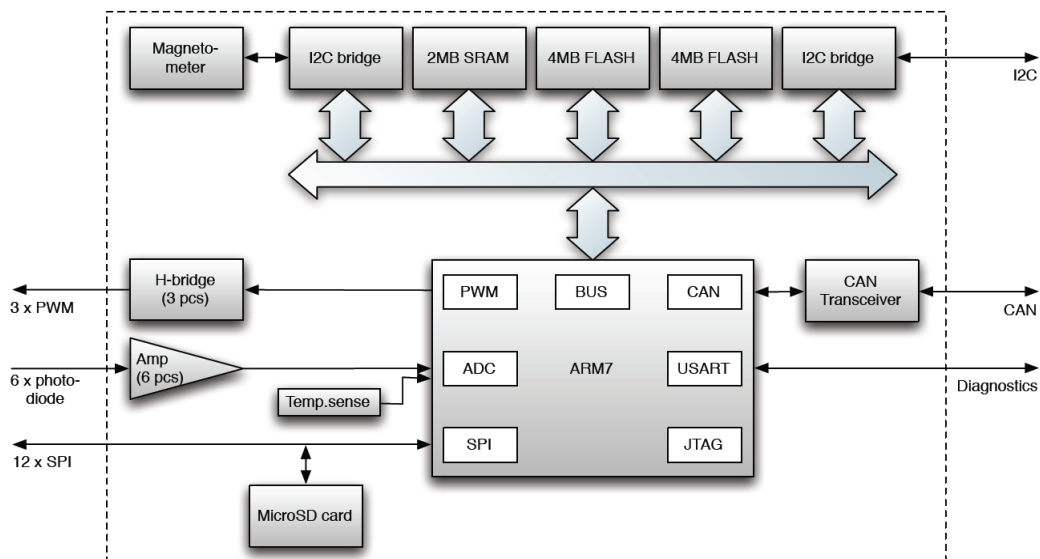 Magneto-
meter
I2C bridge
2MB SRAM
4MB FLASH
4MB FLASH
I2C bridge
I2C
H-bridge
(3 pcs)
3 x PWM
PWM
BUS
CAN
CAN
Transceiver
CAN
Amp
(6 pcs)
6 x photo-
diode
ADC
ARM7
USART
Diagnostics
Temp.sense
SPI
JTAG
12 x SPI
MicroSD card